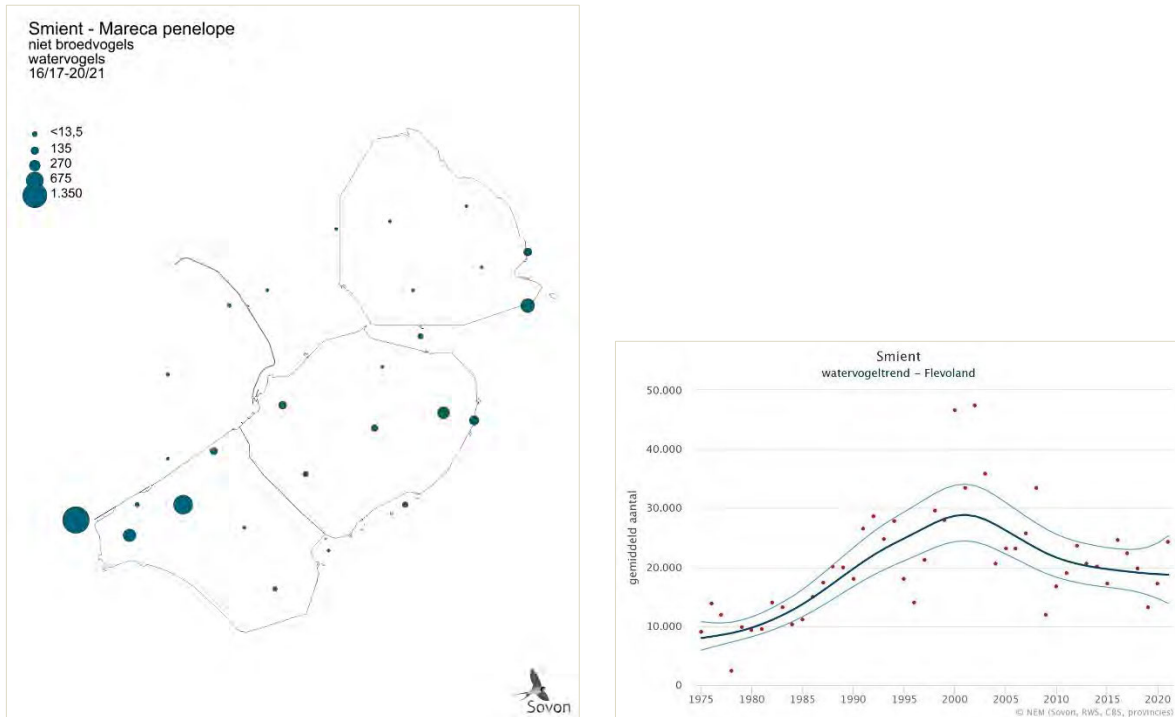 Smient - Mareca penelope
niet broedvogels
watervogels
16/17-20/21
<13,5
135
270
675
1.350
Sovon
Smient
watervogeltrend – Flevoland
50.000
40.000
30.000
20.000
10.000
0
gemiddeld aantal
1975 1980 1985 1990 1995 2000 2005 2010 2015 2020
© NEM (Sovon, RWS, CBS, provincies)